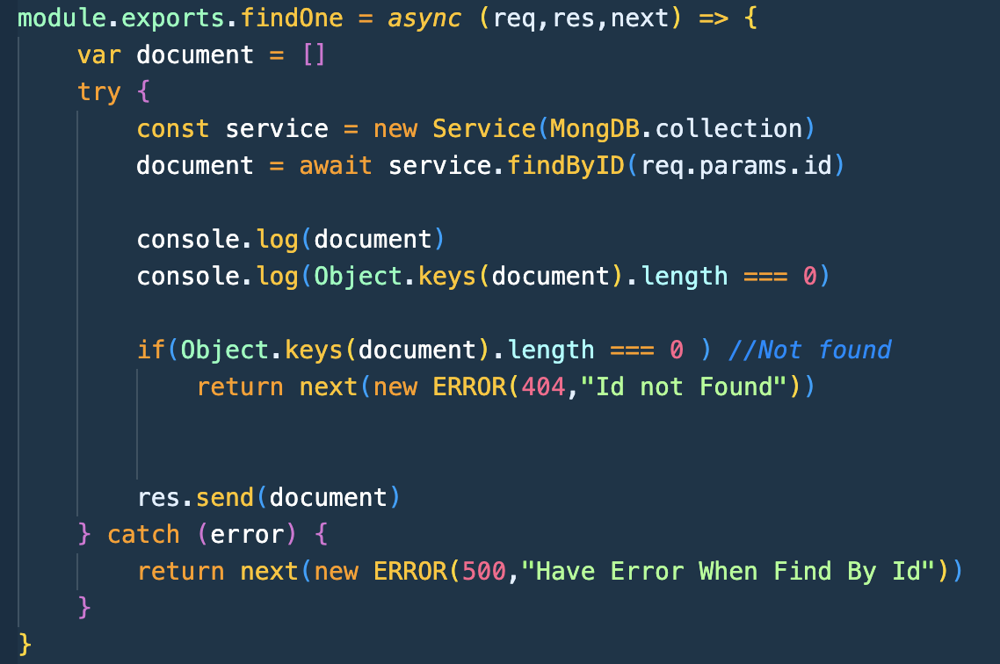 module.exports.findOne = async (req,res,next) => {
var document = []
try {
const service = new Service(MongDB.collection)
document = await service.findByID(req.params.id)
console.log(document)
console.log(Object.keys(document).length === 0)
if(Object.keys(document).length === 0 ) //Not found
return next(new ERROR(404,"Id not Found"))
res.send(document)
} catch (error) {
return next(new ERROR(500,"Have Error When Find By Id"))
}
}